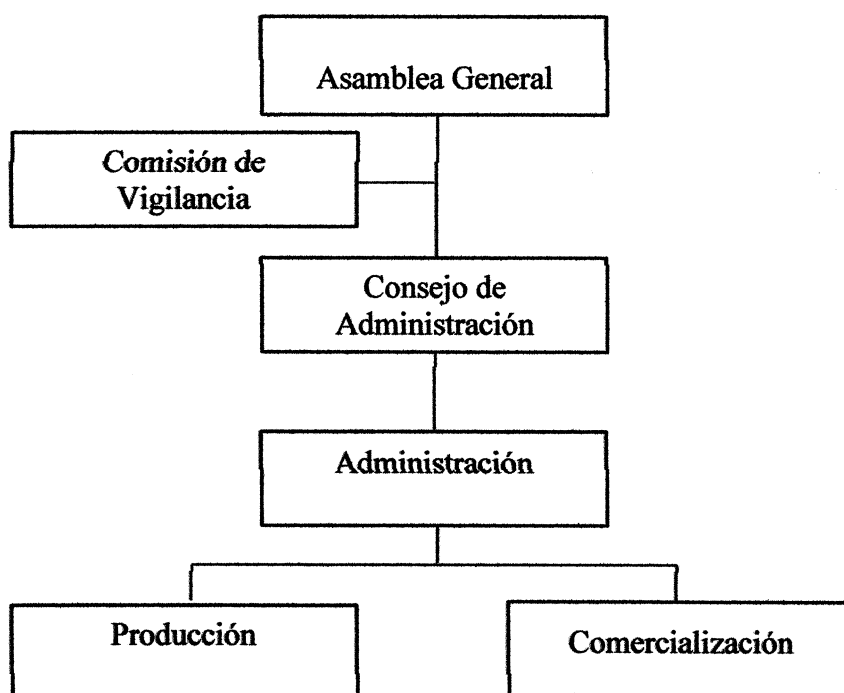 Asamblea General
Comisión de
Vigilancia
Consejo de
Administración
Administración
Producción
Comercialización